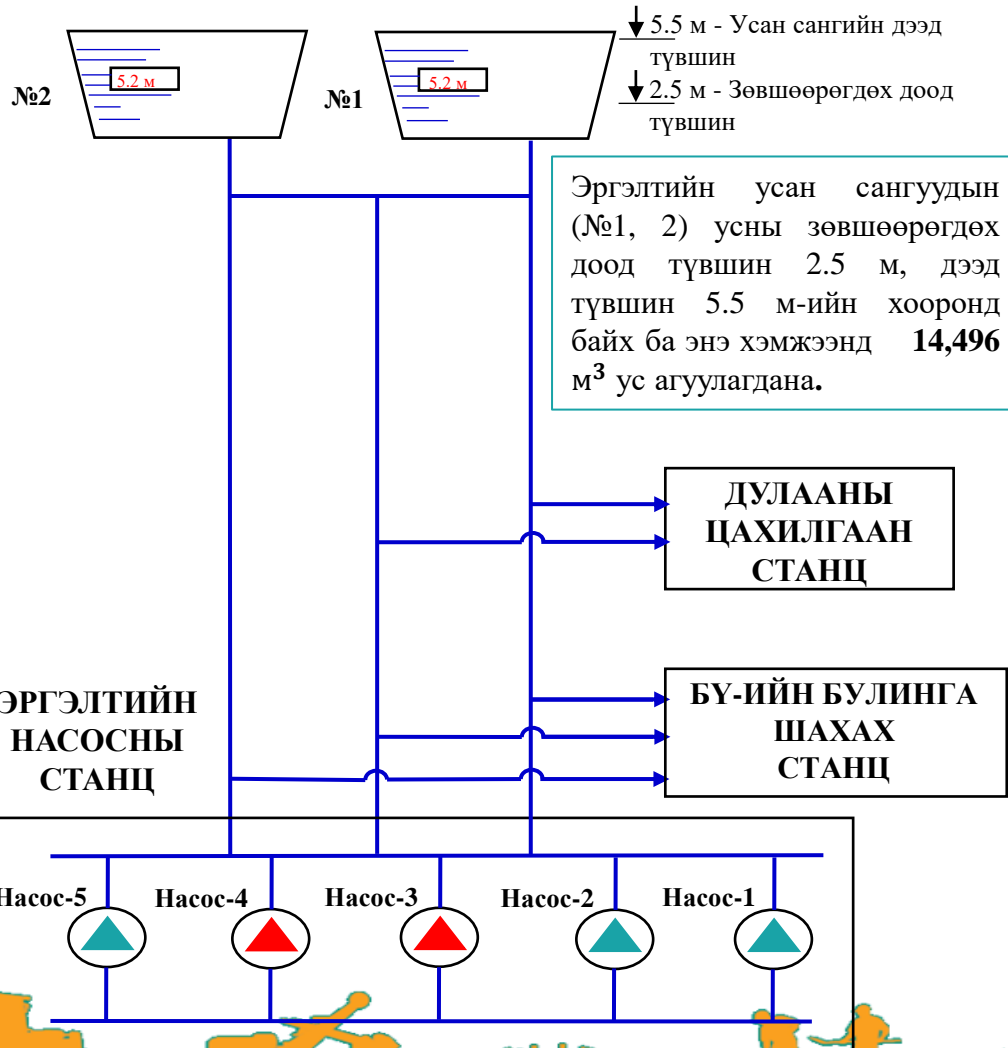 5.5 м - Усан сангийн дээд
түвшин
2.5 м - Зөвшөөрөгдөх доод
түвшин
№2
5.2 м
№1
5.2 м
Эргэлтийн усан сангуудын
(№1, 2) усны зөвшөөрөгдөх
доод түвшин 2.5 м, дээд
түвшин 5.5 м-ийн хооронд
байх ба энэ хэмжээнд 14,496
м³ ус агуулагдана.
ДУЛААНЫ
ЦАХИЛГААН
СТАНЦ
БҮ-ИЙН БУЛИНГА
ШАХАХ
СТАНЦ
ЭРГЭЛТИЙН
НАСОСНЫ
СТАНЦ
Насос-5
Насос-4
Насос-3
Насос-2
Насос-1